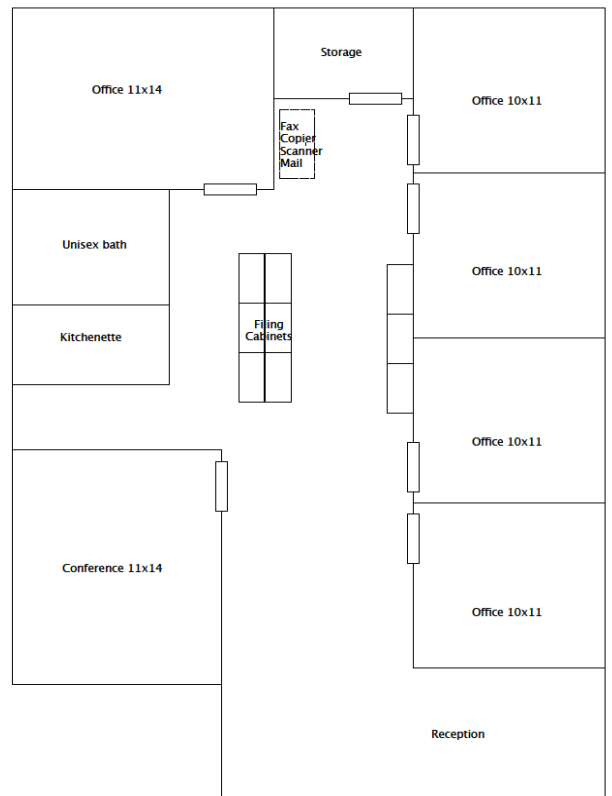 Storage
Office 11x14
Office 10x11
Fax
Copier
Scanner
Mail
Unisex bath
Office 10x11
Filing
Cabinets
Kitchenette
Office 10x11
Conference 11x14
Office 10x11
Reception